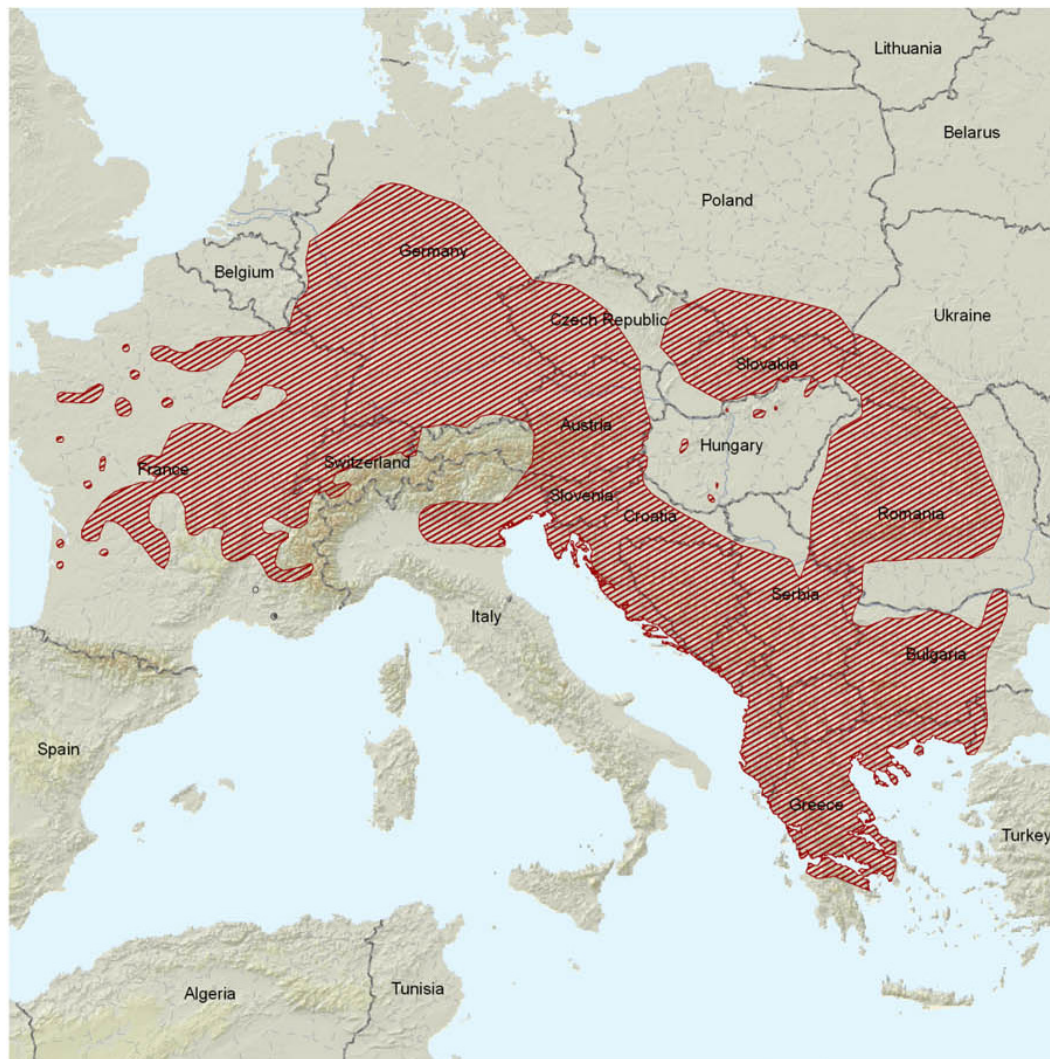 Lithuania
Belarus
Poland
Germany
Belgium
Ukraine
Czech Republic
Slovakia
Austria
Hungary
France
Switzerland
Slovenia
Romania
Croatia
Serbia
Italy
Bulgaria
Spain
Greece
Turkey
Algeria
Tunisia